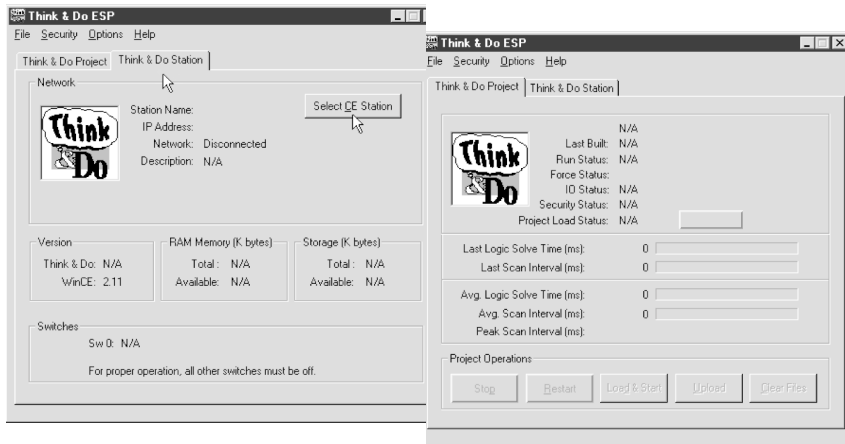 Think & Do ESP
File Security Options Help
Think & Do Project Think & Do Station
Network
Think
Do
Select CE Station
Station Name:
IP Address:
Network: Disconnected
Description: N/A
Version
Think & Do: N/A
WinCE: 2.11
RAM Memory (K bytes)
Total: N/A
Available: N/A
Storage (K bytes)
Total: N/A
Available: N/A
Switches
Sw 0: N/A
For proper operation, all other switches must be off.
Think & Do ESP
File Security Options Help
Think & Do Project Think & Do Station
Think
Do
N/A
Last Built: N/A
Run Status: N/A
Force Status:
IO Status: N/A
Security Status: N/A
Project Load Status: N/A
Last Logic Solve Time (ms): 0
Last Scan Interval (ms): 0
Avg. Logic Solve Time (ms): 0
Avg. Scan Interval (ms): 0
Peak Scan Interval (ms):
Project Operations
Stop Restart Load & Start Upload Clear Files